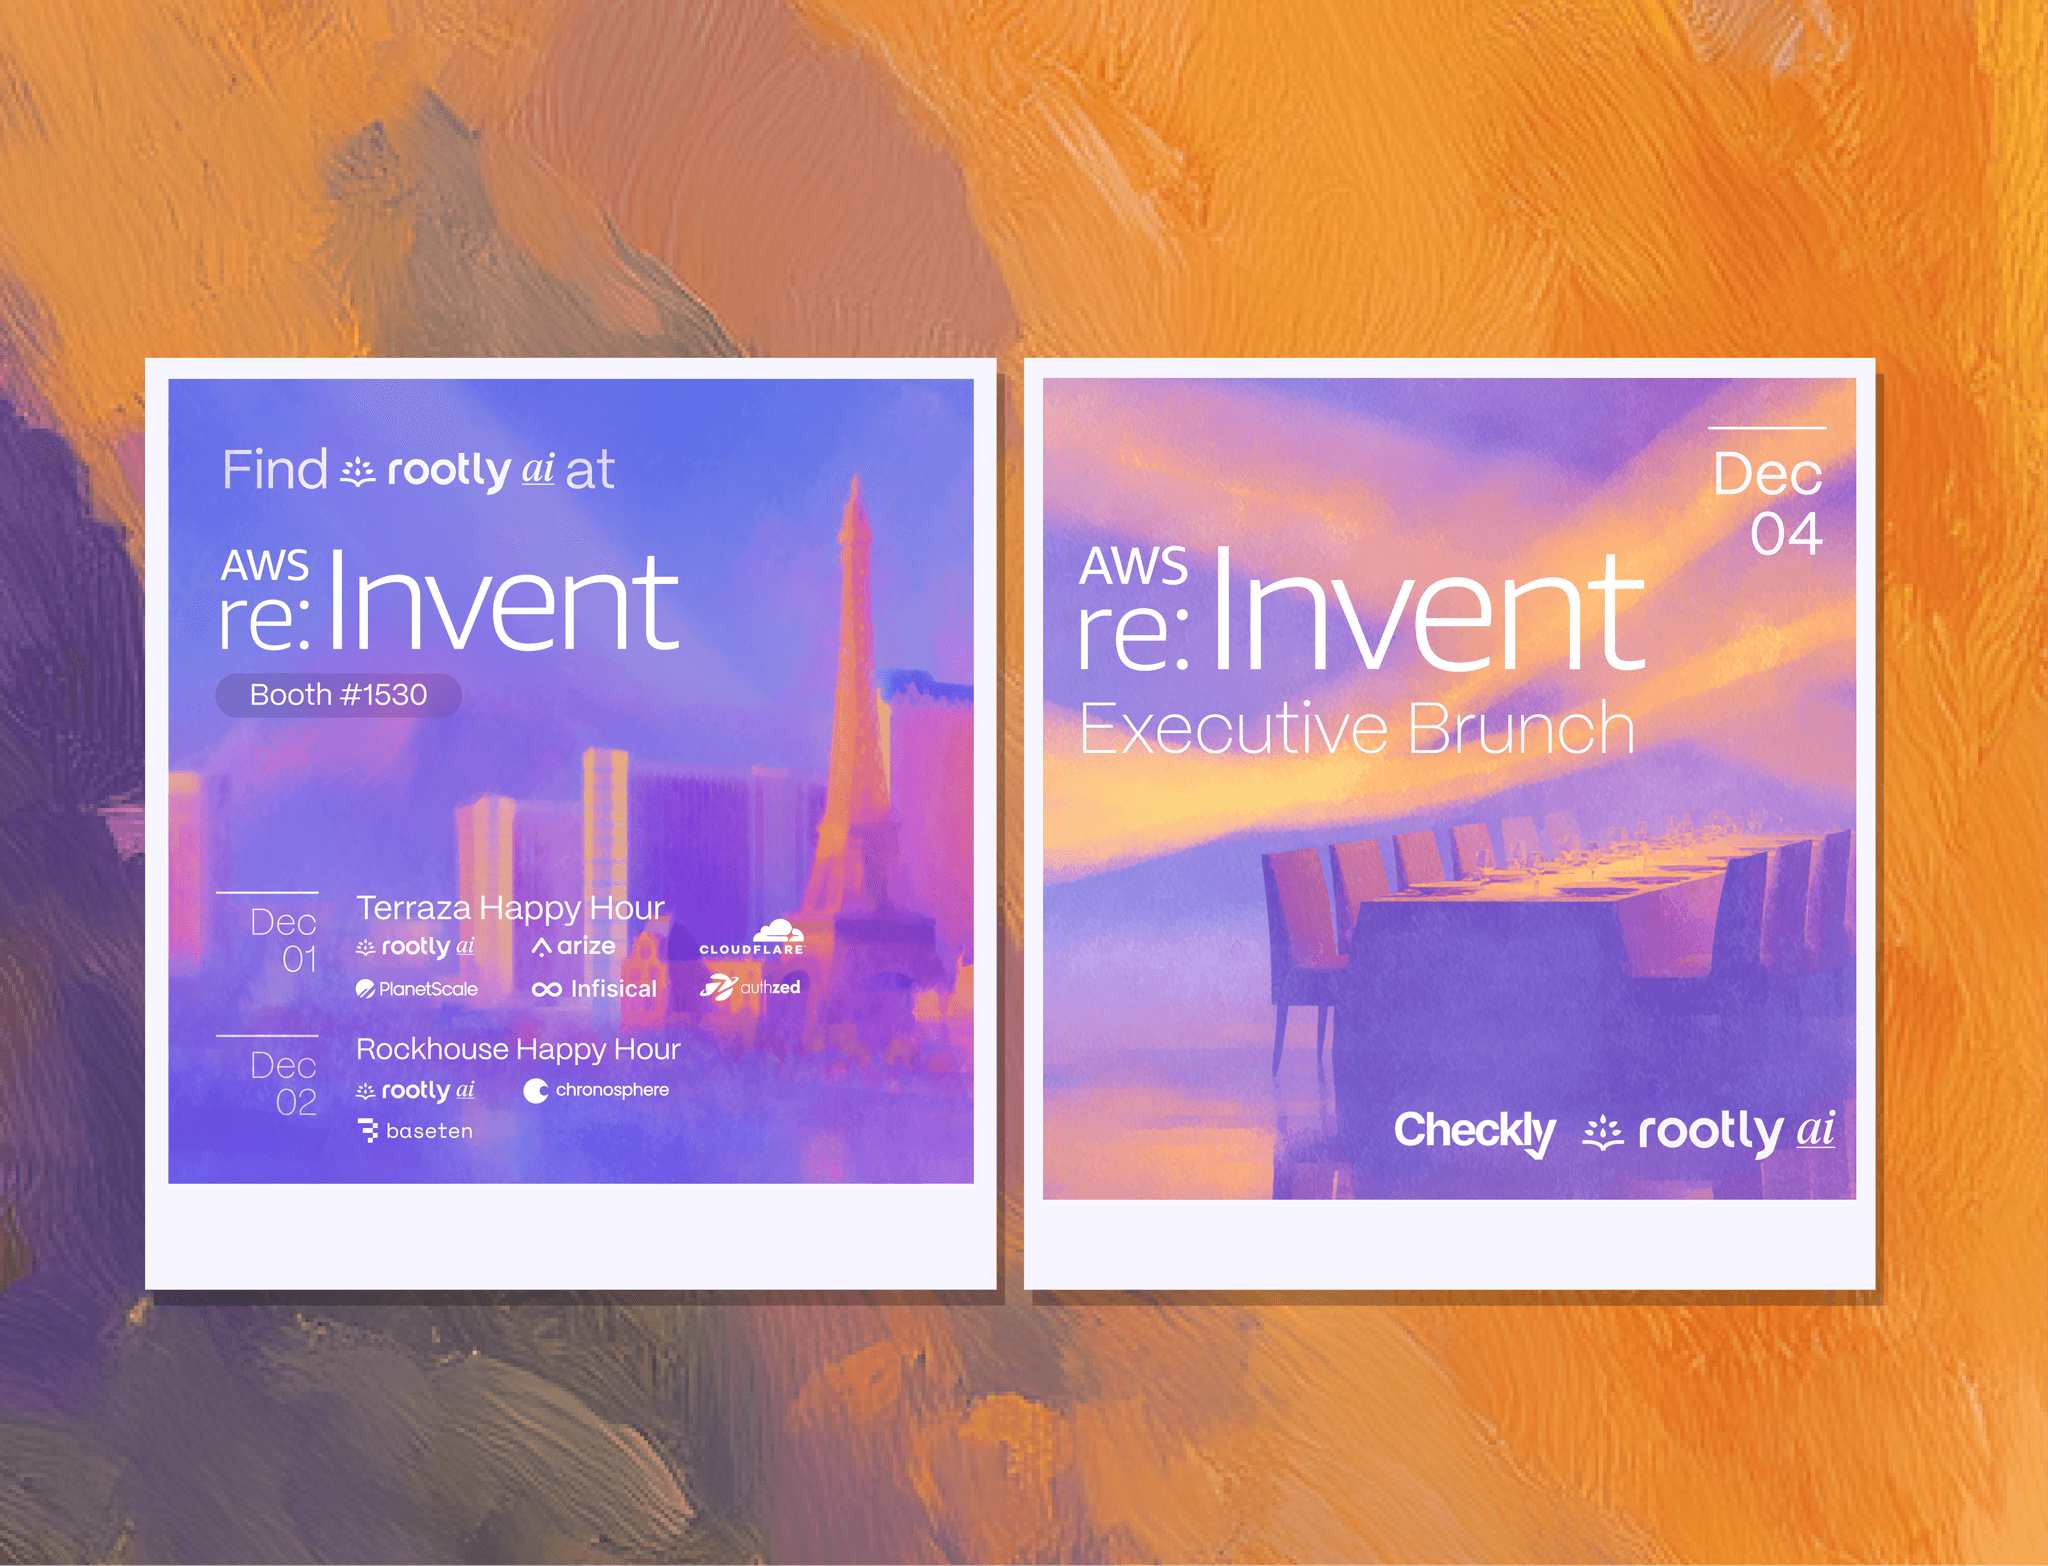 Find rootly ai at
AWS
re:Invent
Booth #1530
Dec
01
Terraza Happy Hour
rootly ai
arize
CLOUDFLARE
PlanetScale
Infisical
authzed
Dec
02
Rockhouse Happy Hour
rootly ai
chronosphere
baseten
Dec
04
AWS
re:Invent
Executive Brunch
Checkly rootly ai